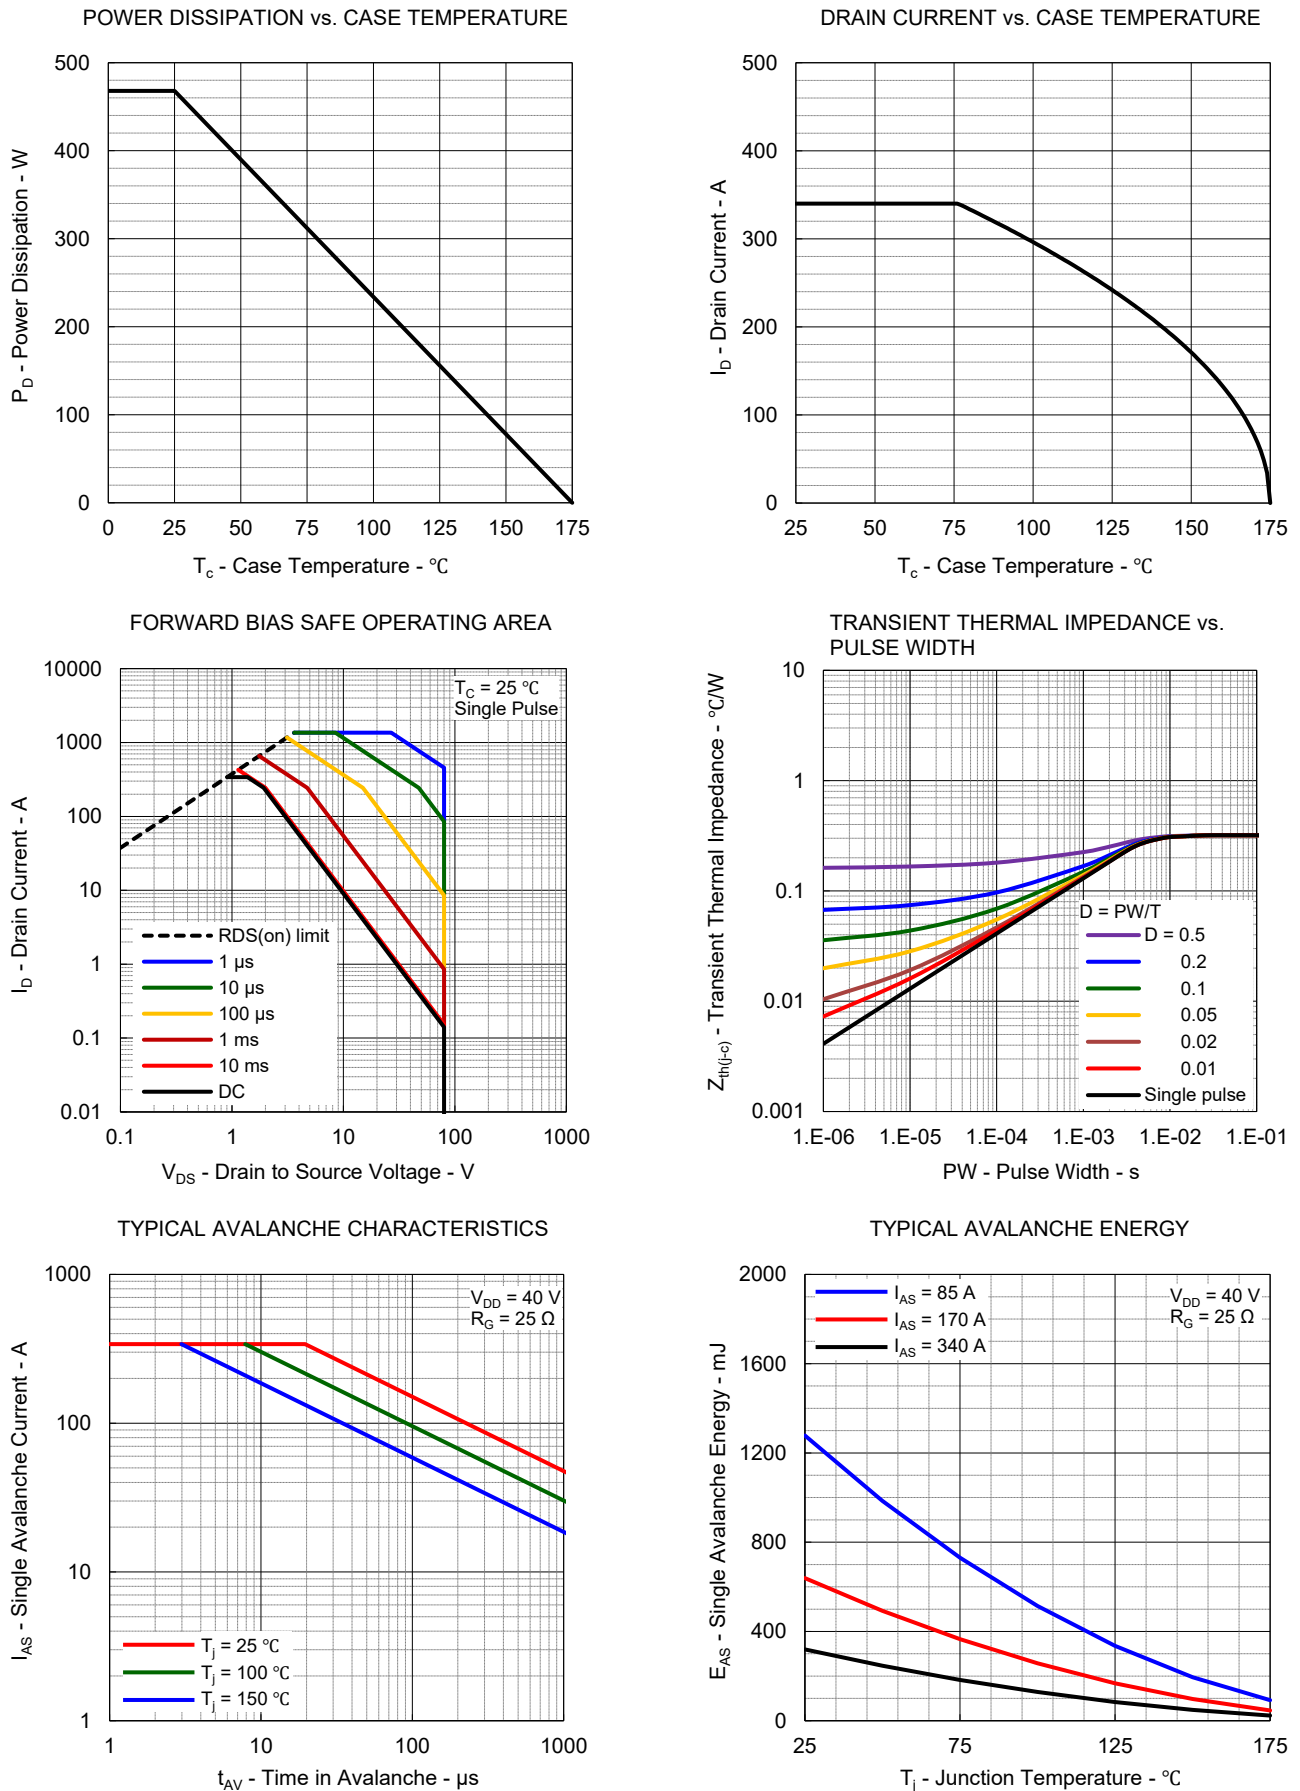 POWER DISSIPATION vs. CASE TEMPERATURE
500
400
300
200
100
0
0 25 50 75 100 125 150 175
P_D - Power Dissipation - W
T_c - Case Temperature - ℃
DRAIN CURRENT vs. CASE TEMPERATURE
500
400
300
200
100
0
25 50 75 100 125 150 175
I_D - Drain Current - A
T_c - Case Temperature - ℃
FORWARD BIAS SAFE OPERATING AREA
10000
1000
100
10
1
0.1
0.01
0.1 1 10 100 1000
I_D - Drain Current - A
V_DS - Drain to Source Voltage - V
T_C = 25 ℃
Single Pulse
RDS(on) limit
1 µs
10 µs
100 µs
1 ms
10 ms
DC
TRANSIENT THERMAL IMPEDANCE vs.
PULSE WIDTH
10
1
0.1
0.01
0.001
1.E-06 1.E-05 1.E-04 1.E-03 1.E-02 1.E-01
Z_th(j-c) - Transient Thermal Impedance - ℃/W
PW - Pulse Width - s
D = PW/T
D = 0.5
0.2
0.1
0.05
0.02
0.01
Single pulse
TYPICAL AVALANCHE CHARACTERISTICS
1000
100
10
1
1 10 100 1000
I_AS - Single Avalanche Current - A
t_AV - Time in Avalanche - µs
V_DD = 40 V
R_G = 25 Ω
T_j = 25 ℃
T_j = 100 ℃
T_j = 150 ℃
TYPICAL AVALANCHE ENERGY
2000
1600
1200
800
400
0
25 75 125 175
E_AS - Single Avalanche Energy - mJ
T_j - Junction Temperature - ℃
I_AS = 85 A
I_AS = 170 A
I_AS = 340 A
V_DD = 40 V
R_G = 25 Ω